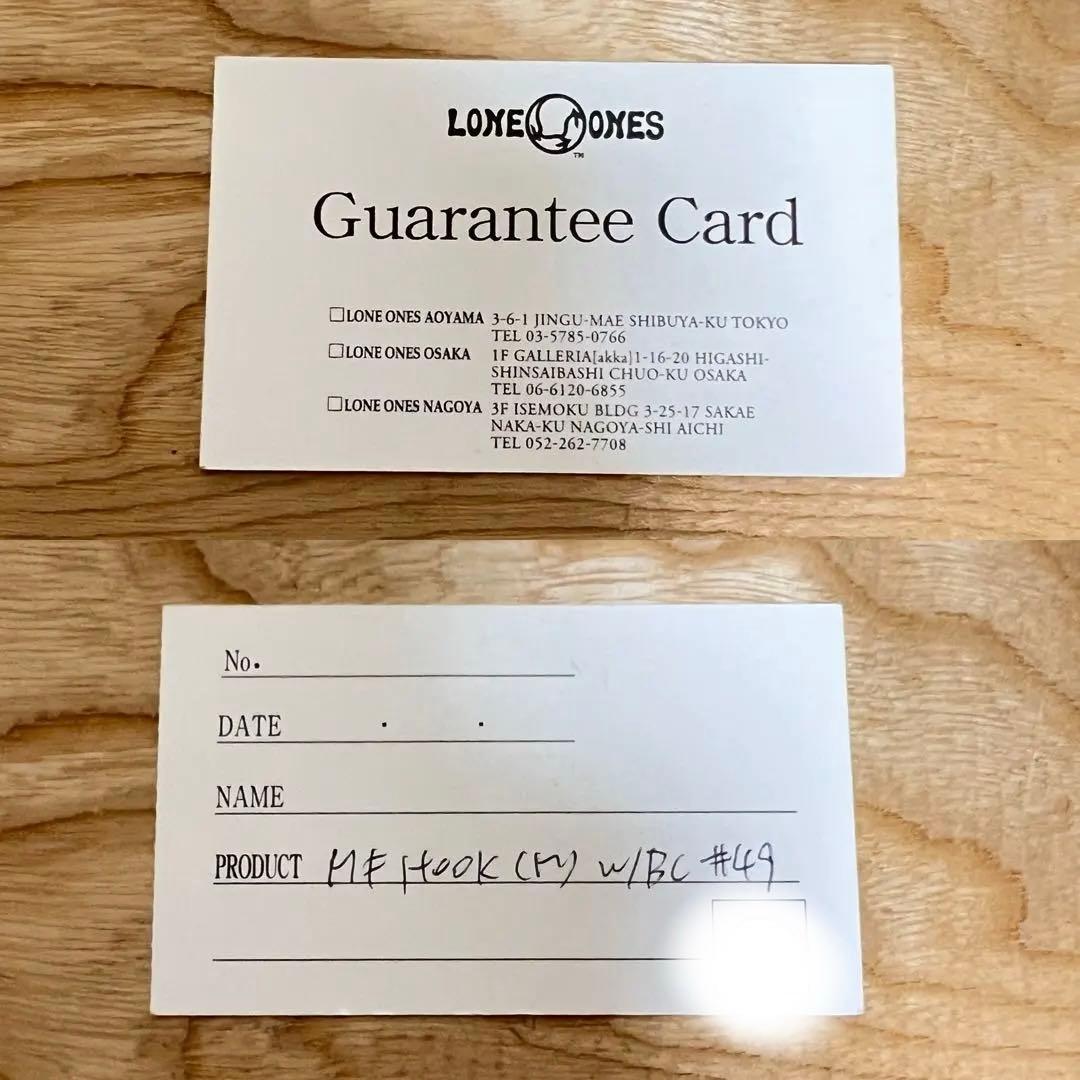 LONE ONES
TM
Guarantee Card
☐LONE ONES AOYAMA 3-6-1 JINGU-MAE SHIBUYA-KU TOKYO
TEL 03-5785-0766
☐LONE ONES OSAKA 1F GALLERIA[akka]1-16-20 HIGASHI-
SHINSAIBASHI CHUO-KU OSAKA
TEL 06-6120-6855
☐LONE ONES NAGOYA 3F ISEMOKU BLDG 3-25-17 SAKAE
NAKA-KU NAGOYA-SHI AICHI
TEL 052-262-7708
No.
DATE . .
NAME
PRODUCT MF Hook (M) w/BC #49